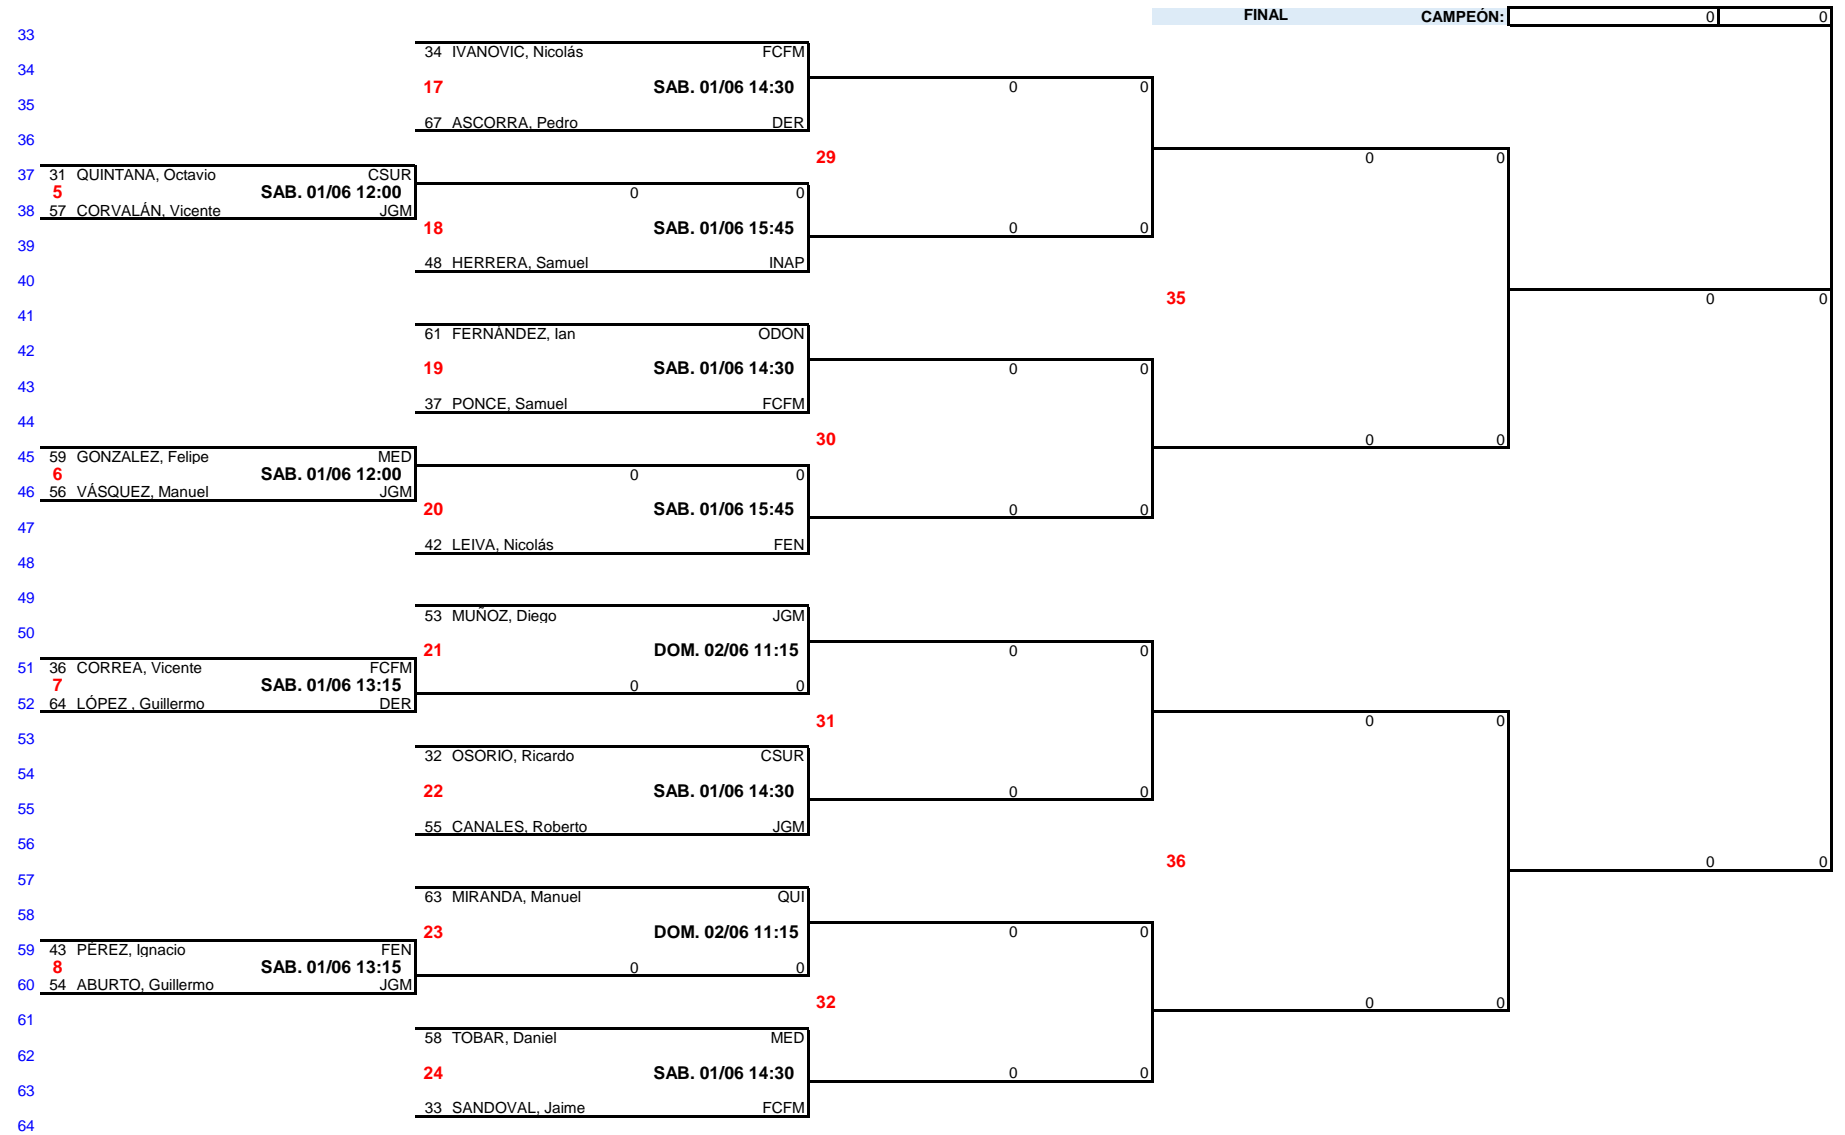 FINAL CAMPEÓN: 0 0
33
34 IVANOVIC, Nicolás FCFM
34
17 SAB. 01/06 14:30 0 0
35
67 ASCORRA, Pedro DER
36
29 0 0
37 31 QUINTANA, Octavio CSUR
5 SAB. 01/06 12:00 0 0
38 57 CORVALÁN, Vicente JGM
18 SAB. 01/06 15:45 0 0
39
48 HERRERA, Samuel INAP
40
35 0 0
41
61 FERNÁNDEZ, Ian ODON
42
19 SAB. 01/06 14:30 0 0
43
37 PONCE, Samuel FCFM
44
30 0 0
45 59 GONZALEZ, Felipe MED
6 SAB. 01/06 12:00 0 0
46 56 VÁSQUEZ, Manuel JGM
20 SAB. 01/06 15:45 0 0
47
42 LEIVA, Nicolás FEN
48
49
53 MUÑOZ, Diego JGM
50
21 DOM. 02/06 11:15 0 0
51 36 CORREA, Vicente FCFM
7 SAB. 01/06 13:15 0 0
52 64 LÓPEZ , Guillermo DER
31 0 0
53
32 OSORIO, Ricardo CSUR
54
22 SAB. 01/06 14:30 0 0
55
55 CANALES, Roberto JGM
56
36 0 0
57
63 MIRANDA, Manuel QUI
58
23 DOM. 02/06 11:15 0 0
59 43 PÉREZ, Ignacio FEN
8 SAB. 01/06 13:15 0 0
60 54 ABURTO, Guillermo JGM
32 0 0
61
58 TOBAR, Daniel MED
62
24 SAB. 01/06 14:30 0 0
63
33 SANDOVAL, Jaime FCFM
64